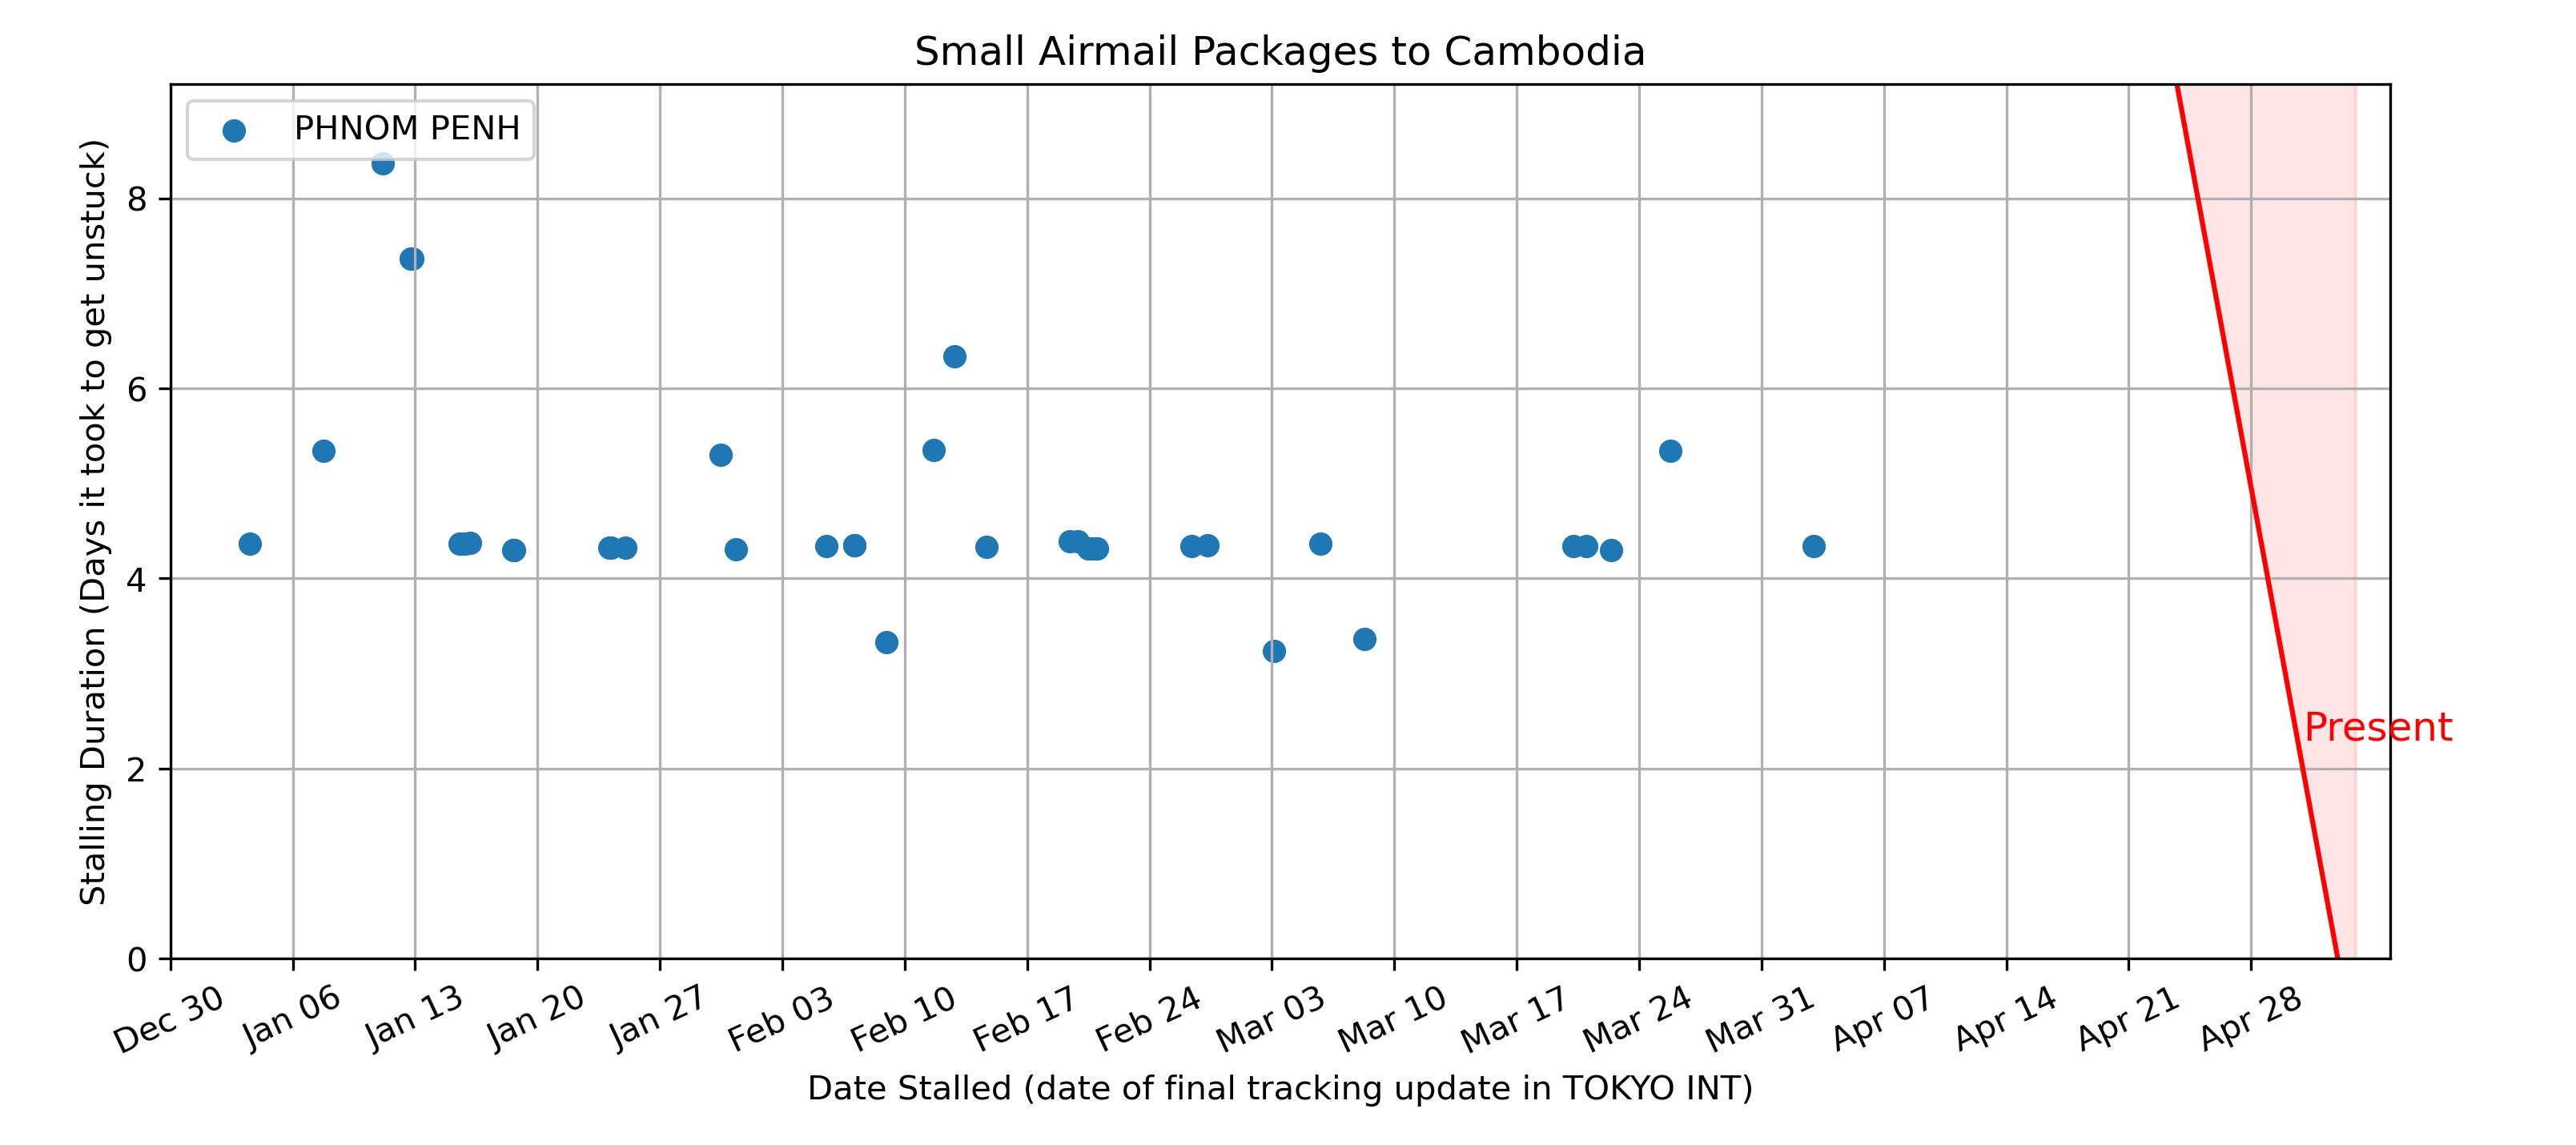 Small Airmail Packages to Cambodia
PHNOM PENH
Stalling Duration (Days it took to get unstuck)
8
6
4
2
0
Present
Dec 30
Jan 06
Jan 13
Jan 20
Jan 27
Feb 03
Feb 10
Feb 17
Feb 24
Mar 03
Mar 10
Mar 17
Mar 24
Mar 31
Apr 07
Apr 14
Apr 21
Apr 28
Date Stalled (date of final tracking update in TOKYO INT)